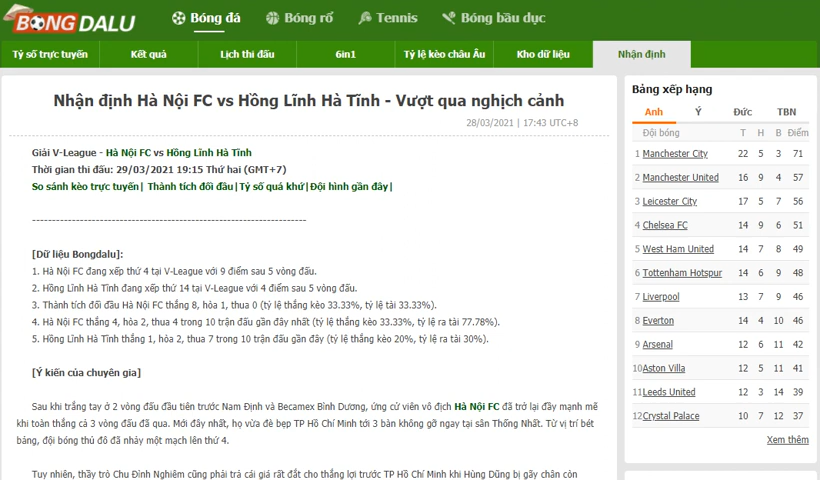 BONGDALU
Bóng đá
Bóng rổ
Tennis
Bóng bầu dục
Tỷ số trực tuyến
Kết quả
Lịch thi đấu
6in1
Tỷ lệ kèo châu Âu
Kho dữ liệu
Nhận định
Nhận định Hà Nội FC vs Hồng Lĩnh Hà Tĩnh - Vượt qua nghịch cảnh
28/03/2021 | 17:43 UTC+8
Giải V-League - Hà Nội FC vs Hồng Lĩnh Hà Tĩnh
Thời gian thi đấu: 29/03/2021 19:15 Thứ hai (GMT+7)
So sánh kèo trực tuyến| Thành tích đối đầu|Tỷ số quá khứ|Đội hình gần đây|
--------------------------------------------------------------------
[Dữ liệu Bongdalu]:
1. Hà Nội FC đang xếp thứ 4 tại V-League với 9 điểm sau 5 vòng đấu.
2. Hồng Lĩnh Hà Tĩnh đang xếp thứ 14 tại V-League với 4 điểm sau 5 vòng đấu.
3. Thành tích đối đầu Hà Nội FC thắng 8, hòa 1, thua 0 (tỷ lệ thắng kèo 33.33%, tỷ lệ tài 33.33%).
4. Hà Nội FC thắng 4, hòa 2, thua 4 trong 10 trận đấu gần đây nhất (tỷ lệ thắng kèo 33.33%, tỷ lệ ra tài 77.78%).
5. Hồng Lĩnh Hà Tĩnh thắng 1, hòa 2, thua 7 trong 10 trận đấu gần đây (tỷ lệ thắng kèo 20%, tỷ lệ ra tài 30%).
[Ý kiến của chuyên gia]
Sau khi trắng tay ở 2 vòng đấu đầu tiên trước Nam Định và Becamex Bình Dương, ứng cử viên vô địch Hà Nội FC đã trở lại đầy mạnh mẽ
khi toàn thắng cả 3 vòng đấu đã qua. Mới đây nhất, họ vừa đè bẹp TP Hồ Chí Minh tới 3 bàn không gỡ ngay tại sân Thống Nhất. Từ vị trí bét
bảng, đội bóng thủ đô đã nhảy một mạch lên thứ 4.
Tuy nhiên, thầy trò Chu Đình Nghiêm cũng phải trả cái giá rất đắt cho thắng lợi trước TP Hồ Chí Minh khi Hùng Dũng bị gãy chân còn
Bảng xếp hạng
Anh Ý Đức TBN
Đội bóng T H B Điểm
1 Manchester City 22 5 3 71
2 Manchester United 16 9 4 57
3 Leicester City 17 5 7 56
4 Chelsea FC 14 9 6 51
5 West Ham United 14 7 8 49
6 Tottenham Hotspur 14 6 9 48
7 Liverpool 13 7 9 46
8 Everton 14 4 10 46
9 Arsenal 12 6 11 42
10 Aston Villa 12 5 11 41
11 Leeds United 12 3 14 39
12 Crystal Palace 10 7 12 37
Xem thêm